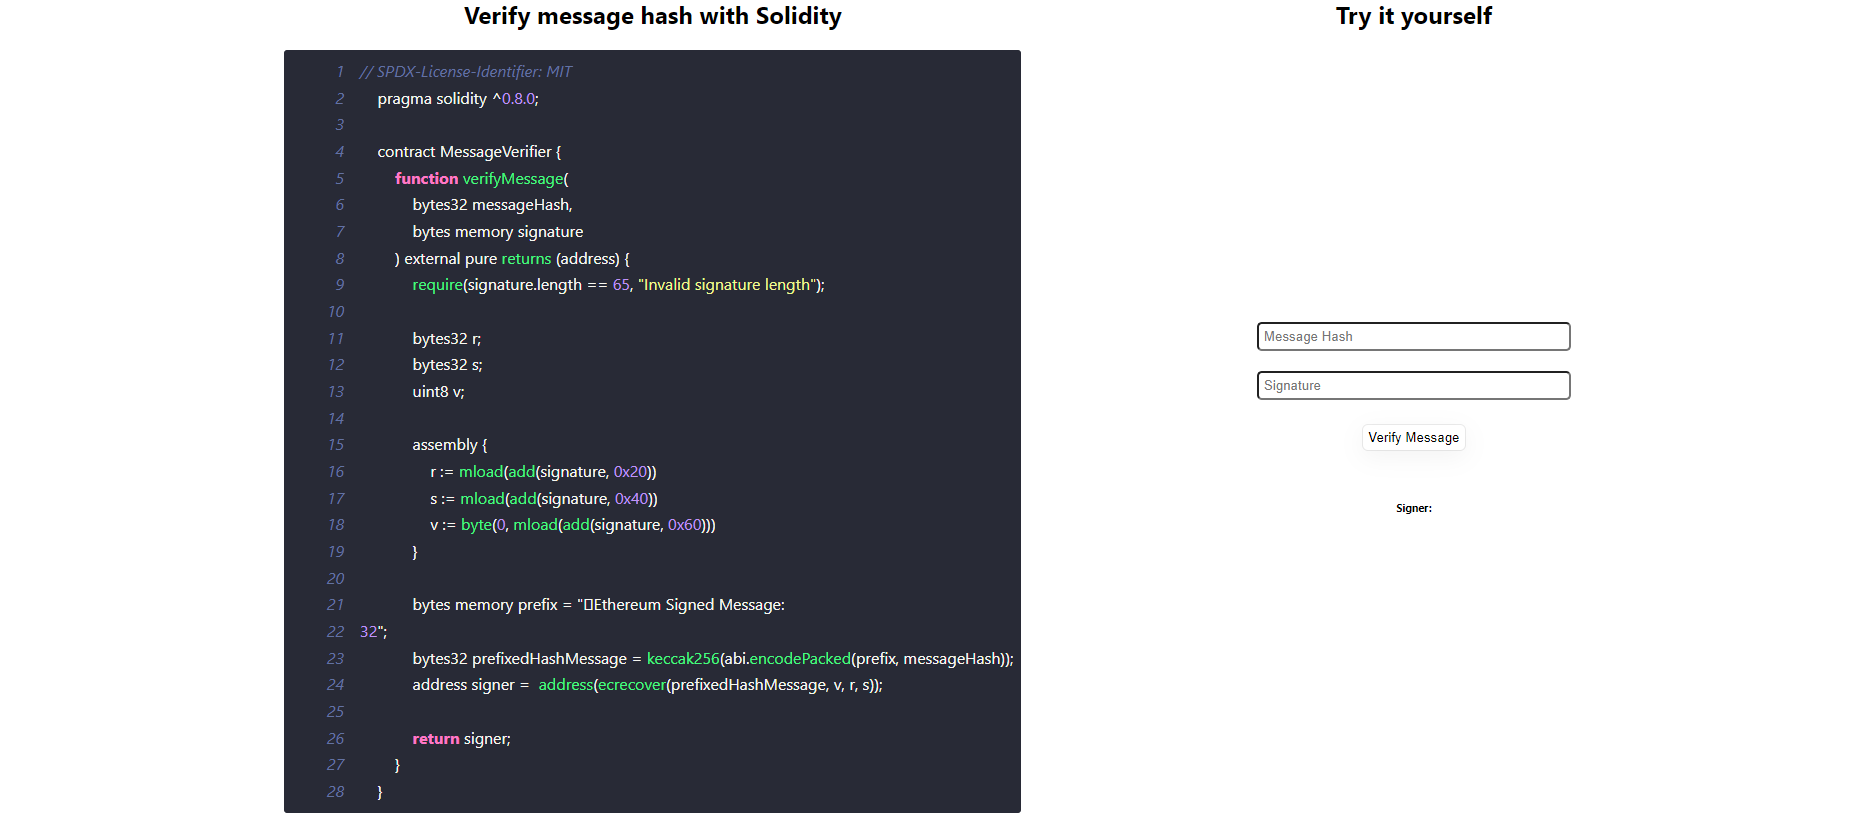 Verify message hash with Solidity
1 // SPDX-License-Identifier: MIT
2 pragma solidity ^0.8.0;
3
4 contract MessageVerifier {
5 function verifyMessage(
6 bytes32 messageHash,
7 bytes memory signature
8 ) external pure returns (address) {
9 require(signature.length == 65, "Invalid signature length");
10
11 bytes32 r;
12 bytes32 s;
13 uint8 v;
14
15 assembly {
16 r := mload(add(signature, 0x20))
17 s := mload(add(signature, 0x40))
18 v := byte(0, mload(add(signature, 0x60)))
19 }
20
21 bytes memory prefix = "▯Ethereum Signed Message:
22 32";
23 bytes32 prefixedHashMessage = keccak256(abi.encodePacked(prefix, messageHash));
24 address signer =  address(ecrecover(prefixedHashMessage, v, r, s));
25
26 return signer;
27 }
28 }
Try it yourself
Message Hash
Signature
Verify Message
Signer: